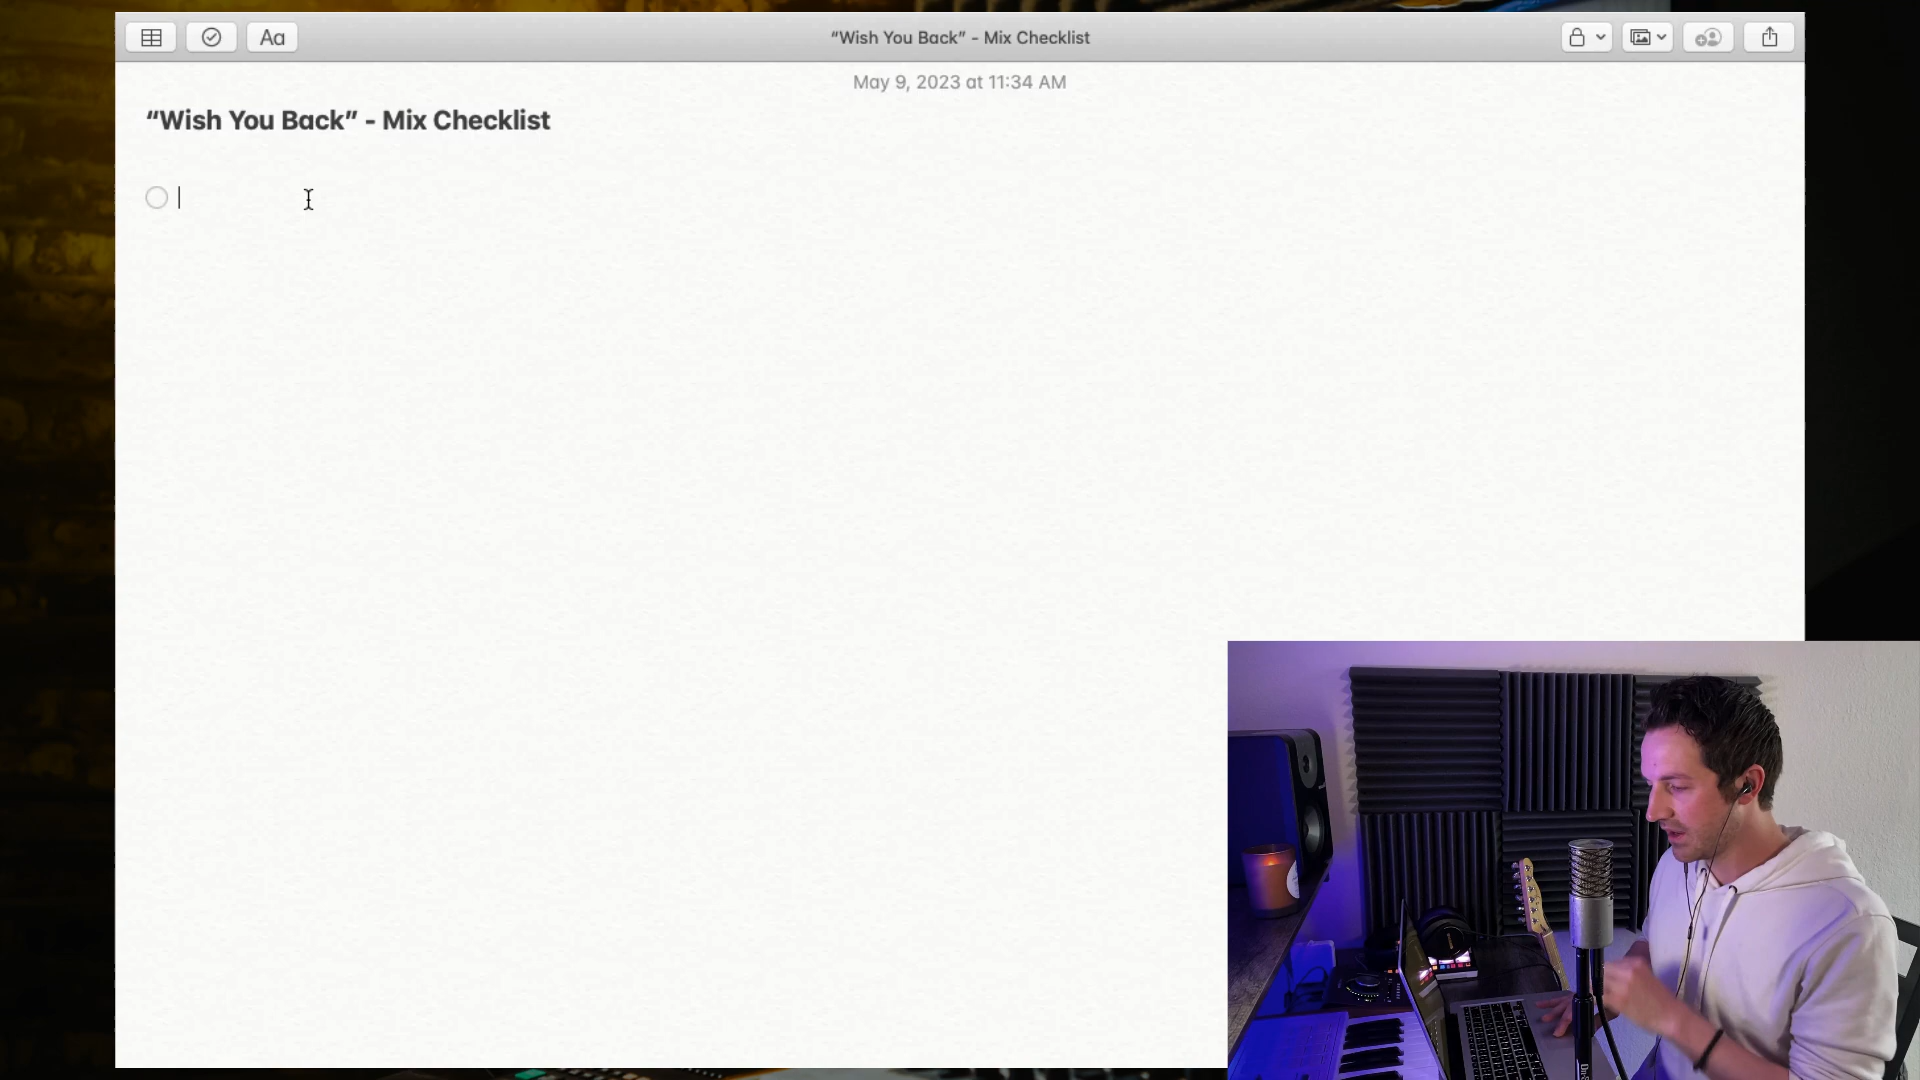 Aa
“Wish You Back” - Mix Checklist
May 9, 2023 at 11:34 AM
“Wish You Back” - Mix Checklist